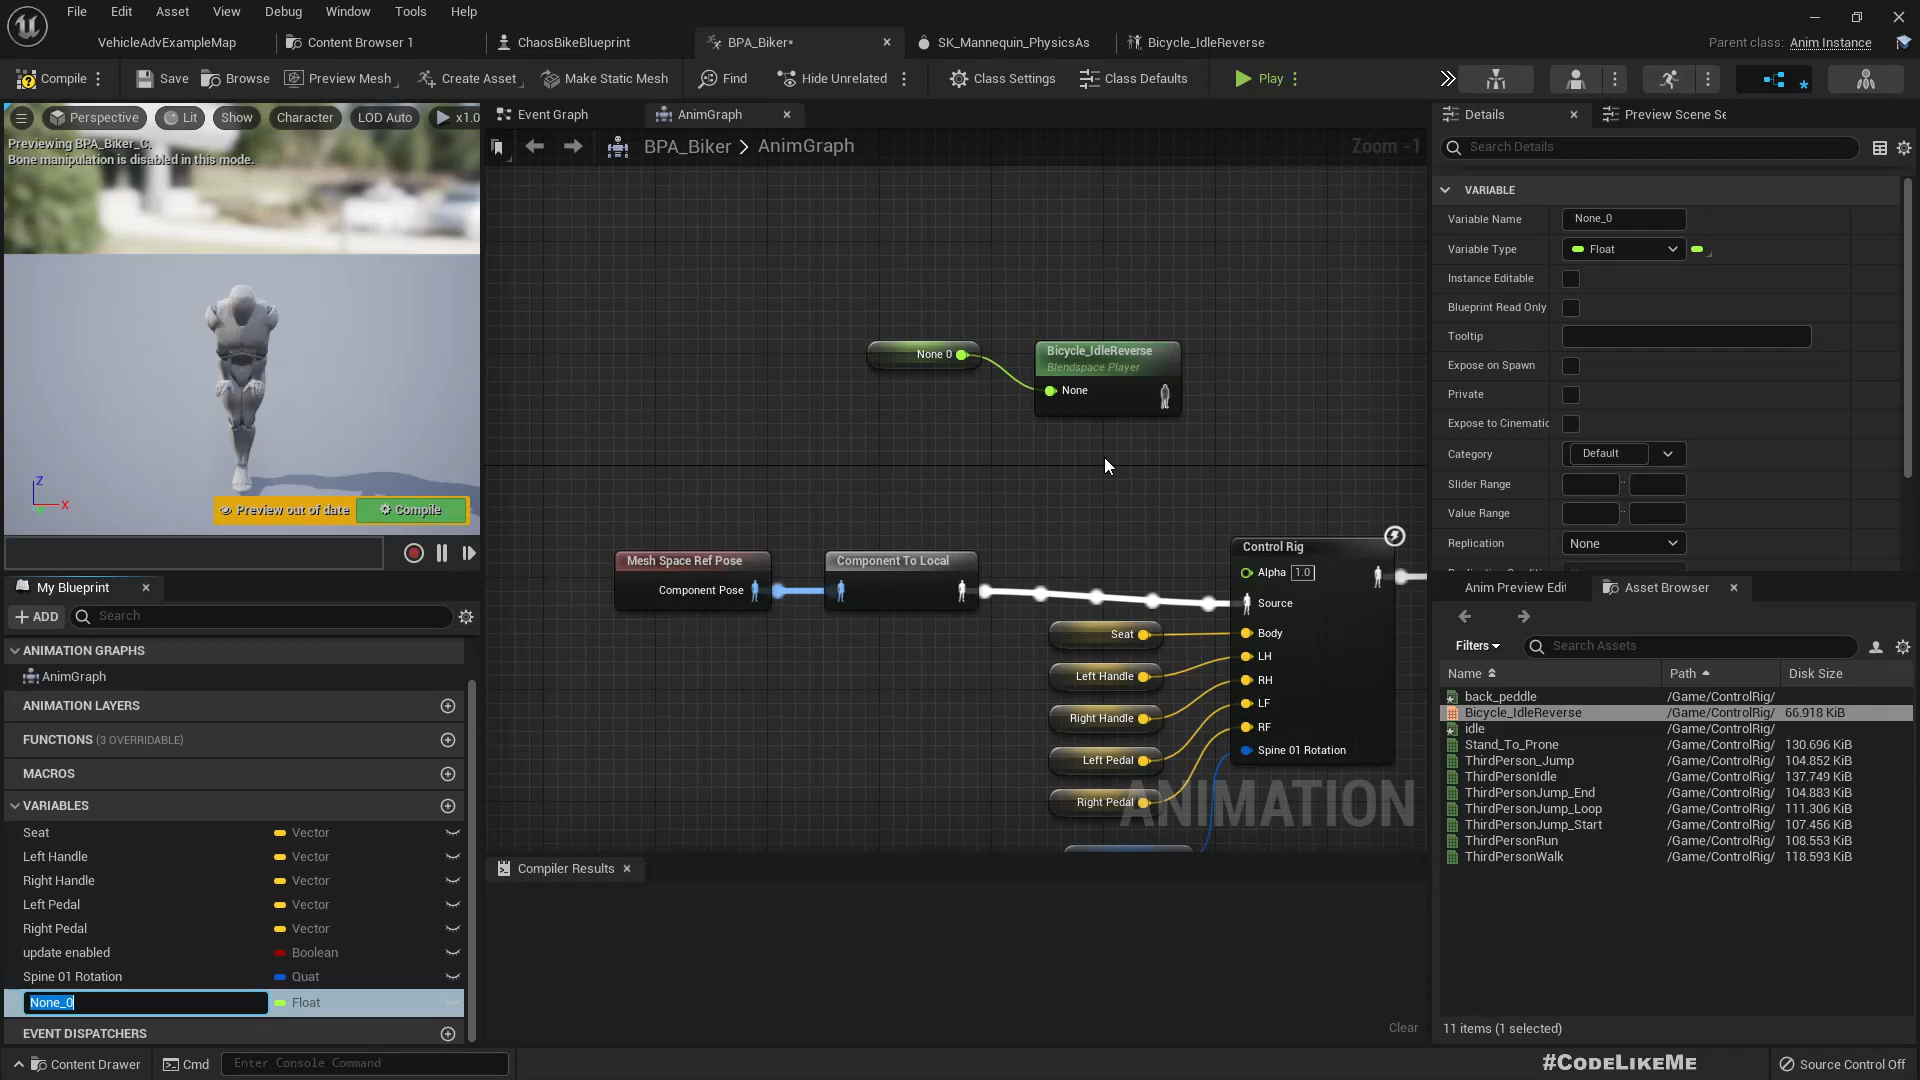 File Edit Asset View Debug Window Tools Help
VehicleAdvExampleMap Content Browser 1 ChaosBikeBlueprint BPA_Biker* SK_Mannequin_PhysicsAs Bicycle_IdleReverse Parent class: Anim Instance
Compile Save Browse Preview Mesh Create Asset Make Static Mesh Find Hide Unrelated Class Settings Class Defaults Play
Perspective Lit Show Character LOD Auto x1.0
Previewing BPA_Biker_C.
Bone manipulation is disabled in this mode.
Z
X
Preview out of date Compile
Event Graph AnimGraph
BPA_Biker > AnimGraph Zoom -1
None 0
Bicycle_IdleReverse
Blendspace Player
None
Mesh Space Ref Pose
Component Pose
Component To Local
Control Rig
Alpha 1.0
Source
Body
LH
RH
LF
RF
Spine 01 Rotation
Seat
Left Handle
Right Handle
Left Pedal
Right Pedal
ANIMATION
Compiler Results
Clear
My Blueprint
ADD Search
ANIMATION GRAPHS
AnimGraph
ANIMATION LAYERS
FUNCTIONS (3 OVERRIDABLE)
MACROS
VARIABLES
Seat Vector
Left Handle Vector
Right Handle Vector
Left Pedal Vector
Right Pedal Vector
update enabled Boolean
Spine 01 Rotation Quat
None_0 Float
EVENT DISPATCHERS
Details Preview Scene Se
Search Details
VARIABLE
Variable Name None_0
Variable Type Float
Instance Editable
Blueprint Read Only
Tooltip
Expose on Spawn
Private
Expose to Cinematic
Category Default
Slider Range
Value Range
Replication None
Anim Preview Edit Asset Browser
Filters Search Assets
Name Path Disk Size
back_peddle /Game/ControlRig/
Bicycle_IdleReverse /Game/ControlRig/ 66.918 KiB
idle /Game/ControlRig/
Stand_To_Prone /Game/ControlRig/ 130.696 KiB
ThirdPerson_Jump /Game/ControlRig/ 104.852 KiB
ThirdPersonIdle /Game/ControlRig/ 137.749 KiB
ThirdPersonJump_End /Game/ControlRig/ 104.883 KiB
ThirdPersonJump_Loop /Game/ControlRig/ 111.306 KiB
ThirdPersonJump_Start /Game/ControlRig/ 107.456 KiB
ThirdPersonRun /Game/ControlRig/ 108.553 KiB
ThirdPersonWalk /Game/ControlRig/ 118.593 KiB
11 items (1 selected)
Content Drawer Cmd Enter Console Command #CodeLikeMe Source Control Off